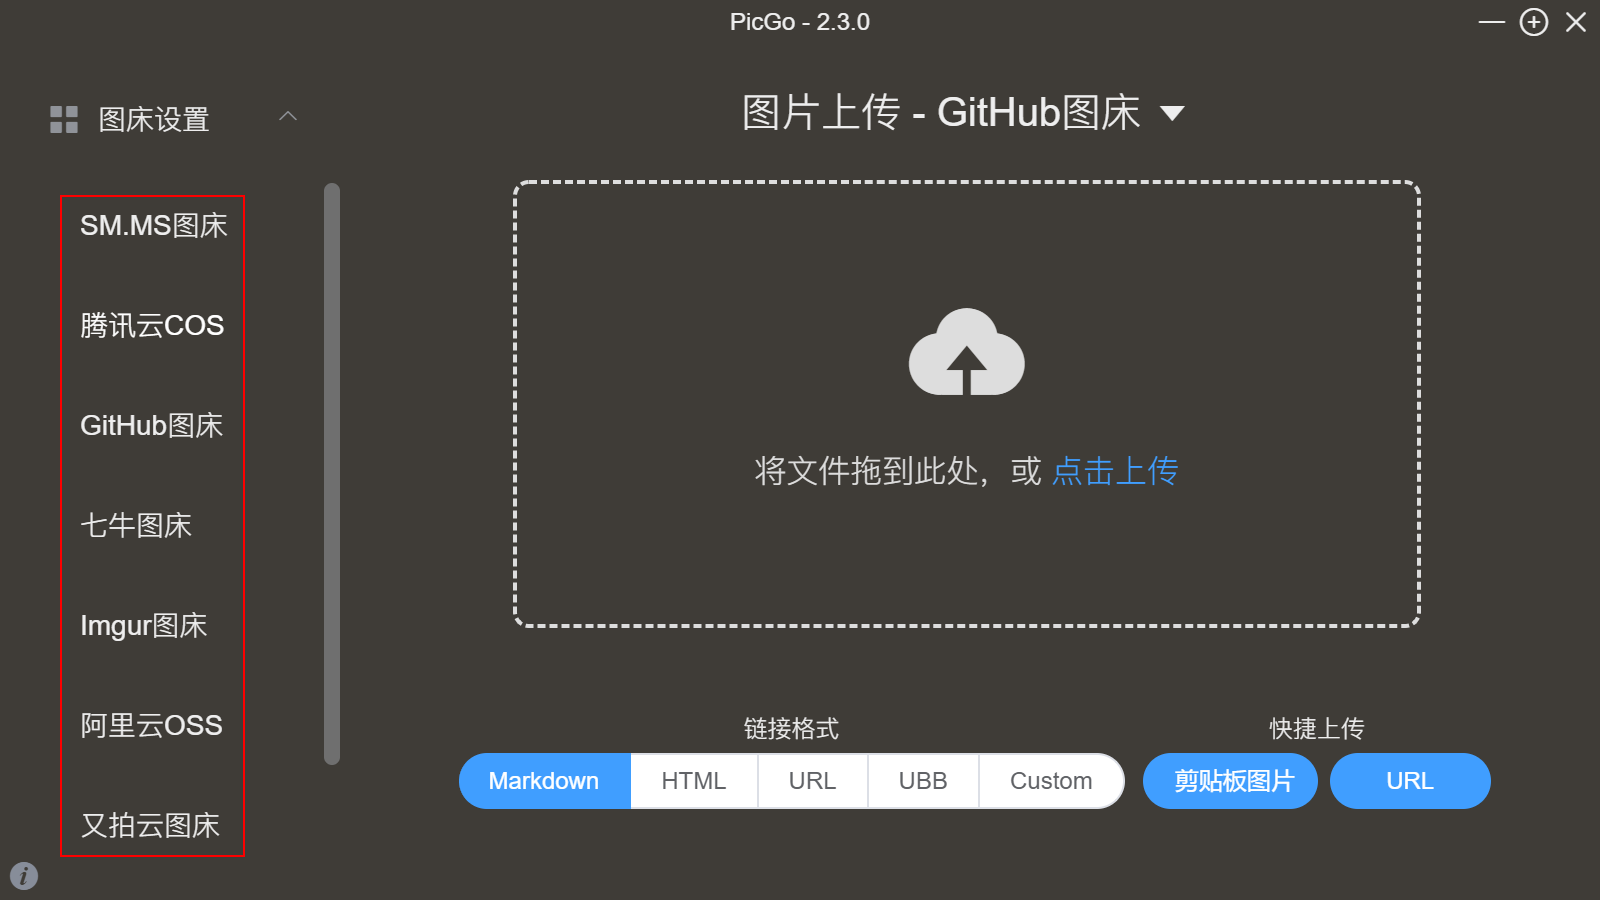 PicGo - 2.3.0
图床设置
SM.MS图床
腾讯云COS
GitHub图床
七牛图床
Imgur图床
阿里云OSS
又拍云图床
图片上传 - GitHub图床
将文件拖到此处，或 点击上传
链接格式
Markdown HTML URL UBB Custom
快捷上传
剪贴板图片 URL